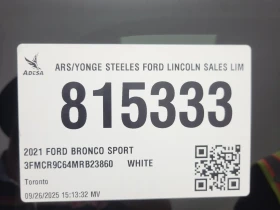 ADESA
ARS/YONGE STEELES FORD LINCOLN SALES LIM
815333
2021 FORD BRONCO SPORT
3FMCR9C64MRB23860 WHITE
Toronto
09/26/2025 15:13:32 MV